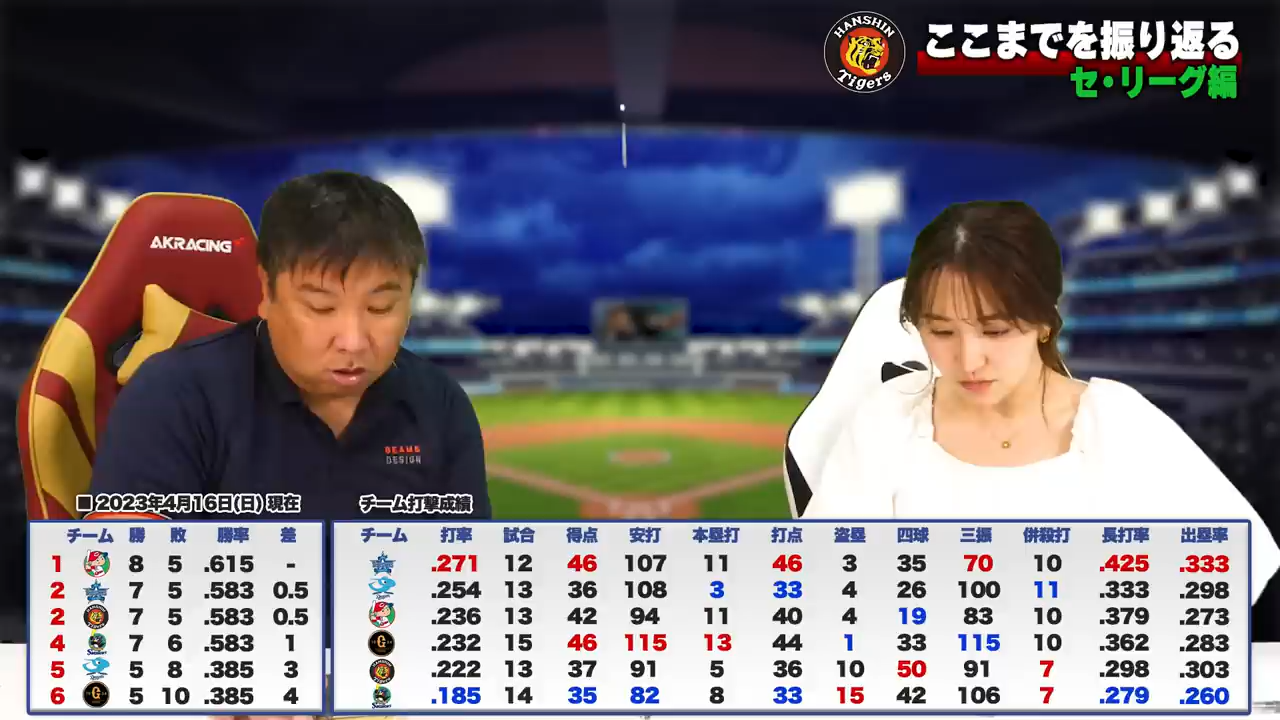 HANSHIN
Tigers
ここまでを振り返る
セ・リーグ編
AKRACING
BEAMS
DESIGN
■ 2023年4月16日(日) 現在
チーム 勝 敗 勝率 差
1 8 5 .615 -
2 7 5 .583 0.5
2 7 5 .583 0.5
4 7 6 .583 1
5 5 8 .385 3
6 5 10 .385 4
チーム打撃成績
チーム 打率 試合 得点 安打 本塁打 打点 盗塁 四球 三振 併殺打 長打率 出塁率
.271 12 46 107 11 46 3 35 70 10 .425 .333
.254 13 36 108 3 33 4 26 100 11 .333 .298
.236 13 42 94 11 40 4 19 83 10 .379 .273
.232 15 46 115 13 44 1 33 115 10 .362 .283
.222 13 37 91 5 36 10 50 91 7 .298 .303
.185 14 35 82 8 33 15 42 106 7 .279 .260